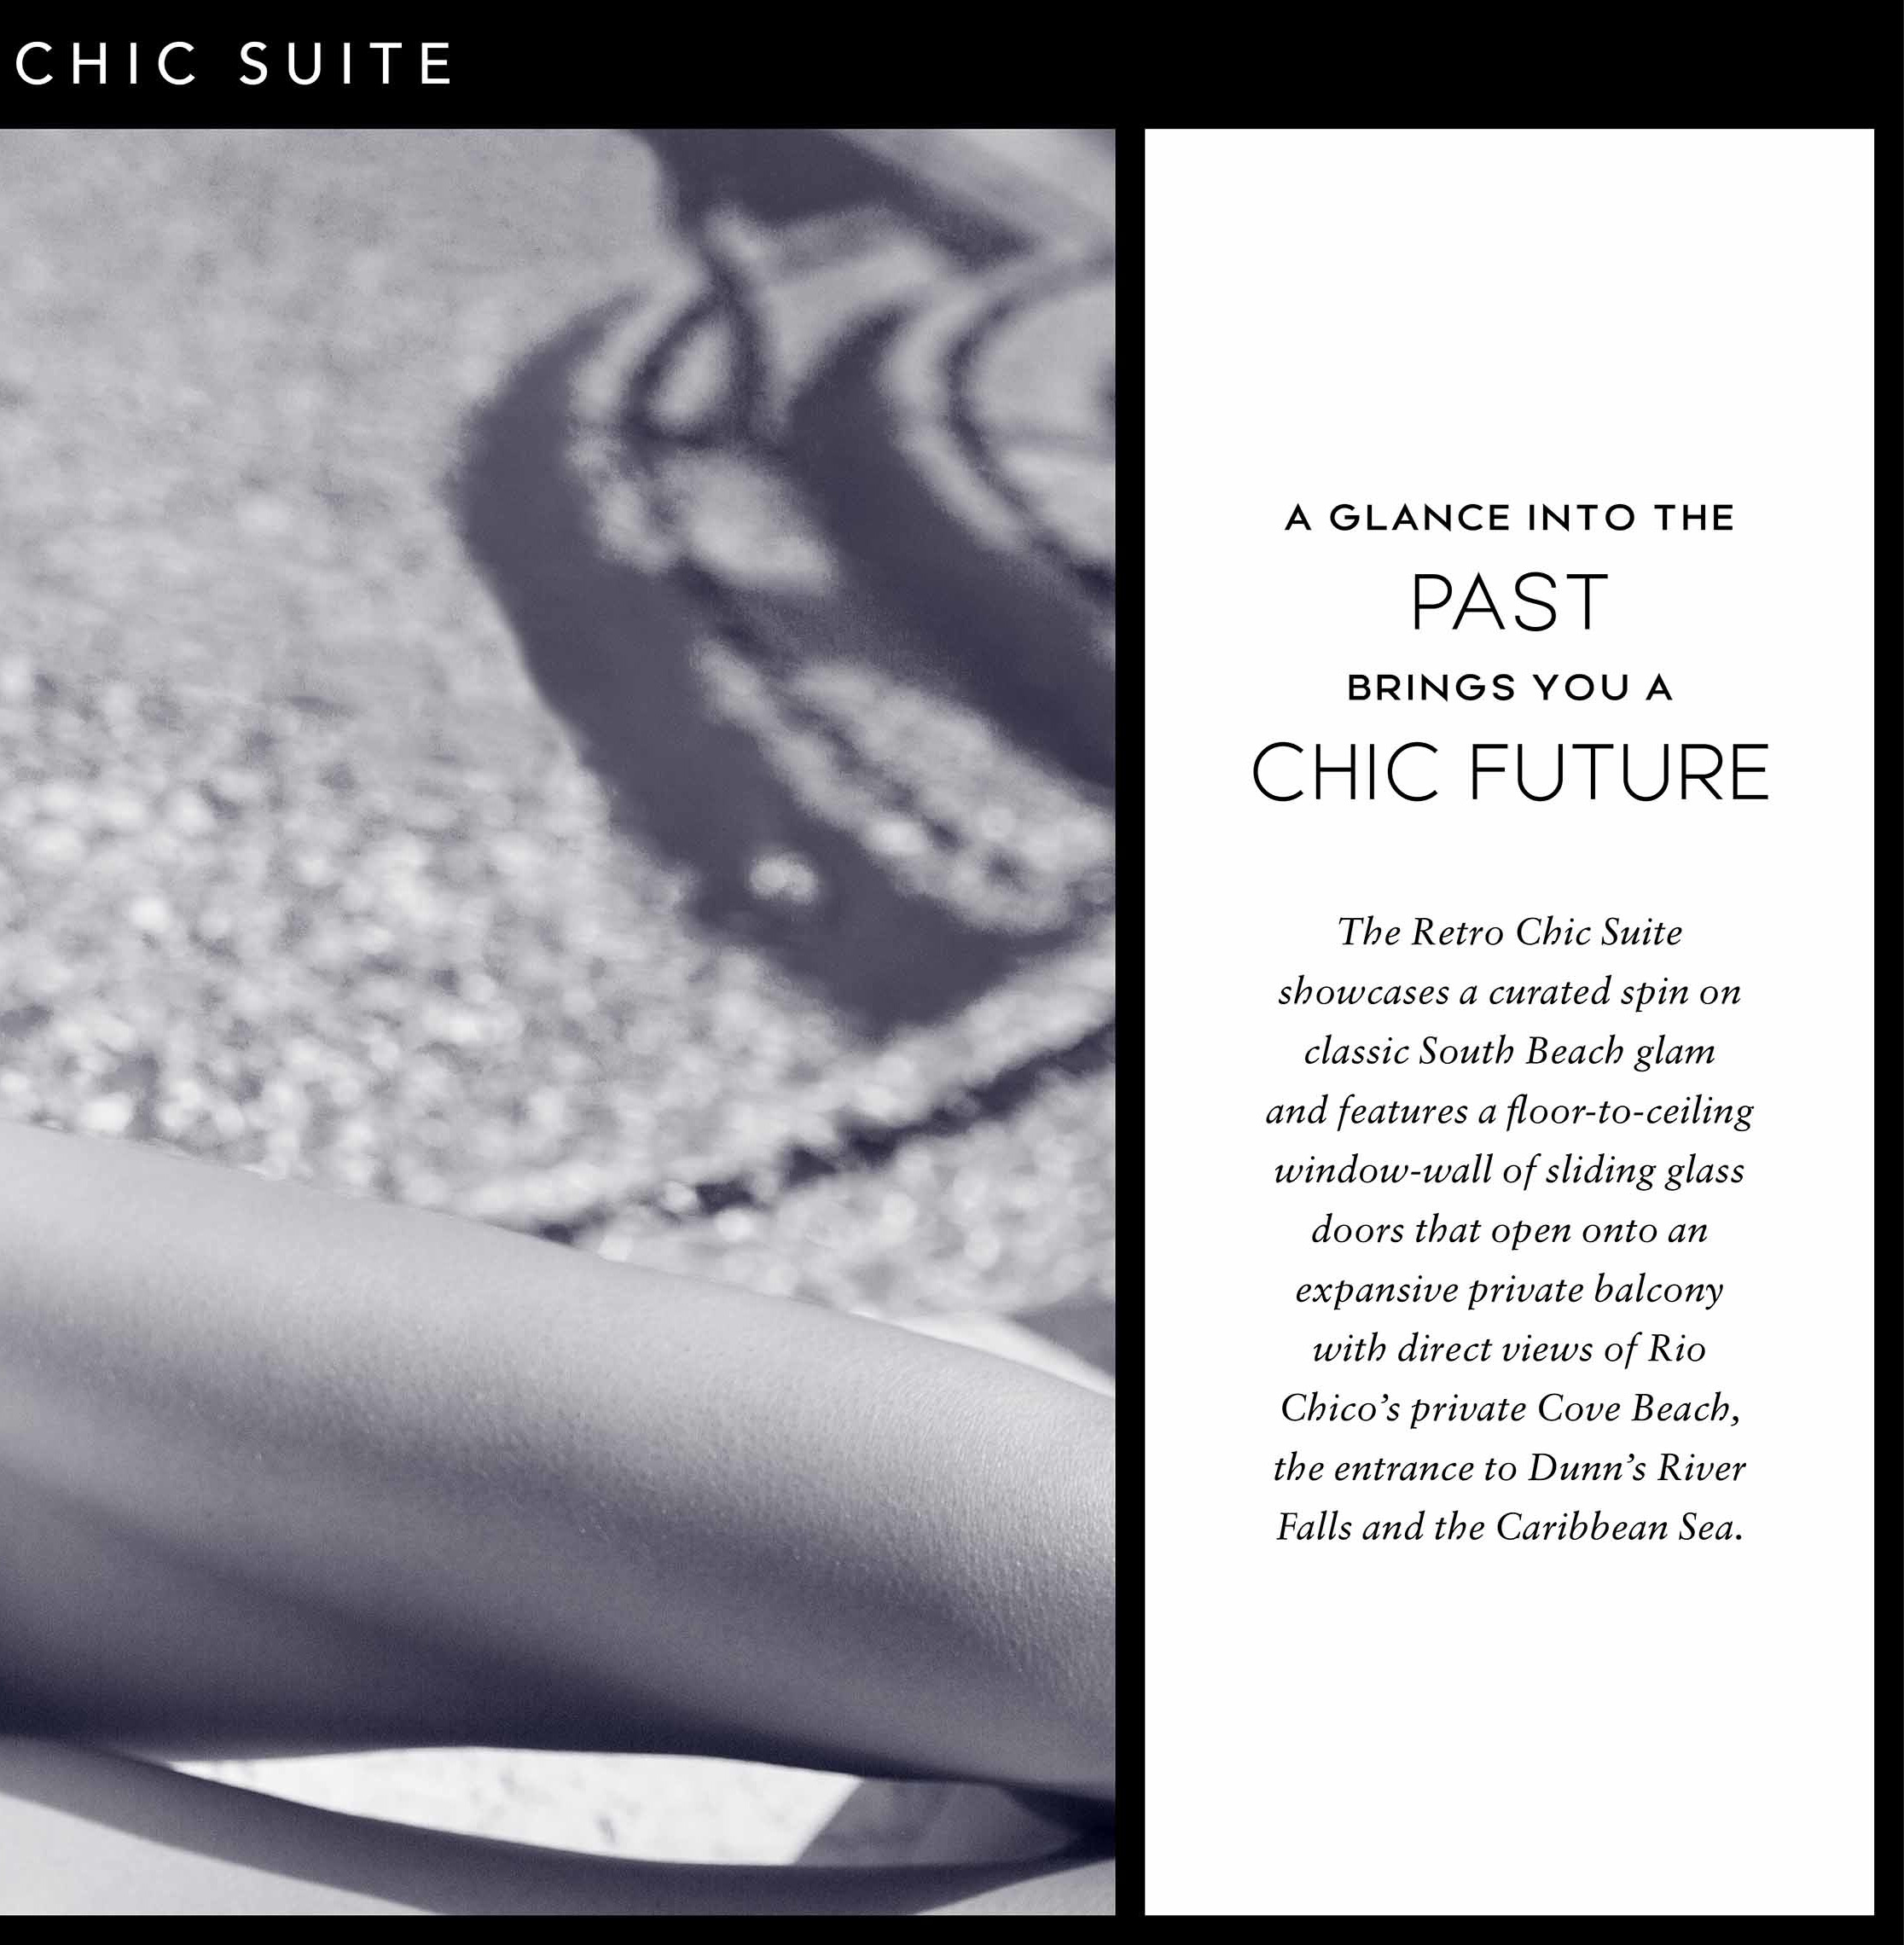 CHIC SUITE
A GLANCE INTO THE
PAST
BRINGS YOU A
CHIC FUTURE
The Retro Chic Suite
showcases a curated spin on
classic South Beach glam
and features a floor-to-ceiling
window-wall of sliding glass
doors that open onto an
expansive private balcony
with direct views of Rio
Chico’s private Cove Beach,
the entrance to Dunn’s River
Falls and the Caribbean Sea.